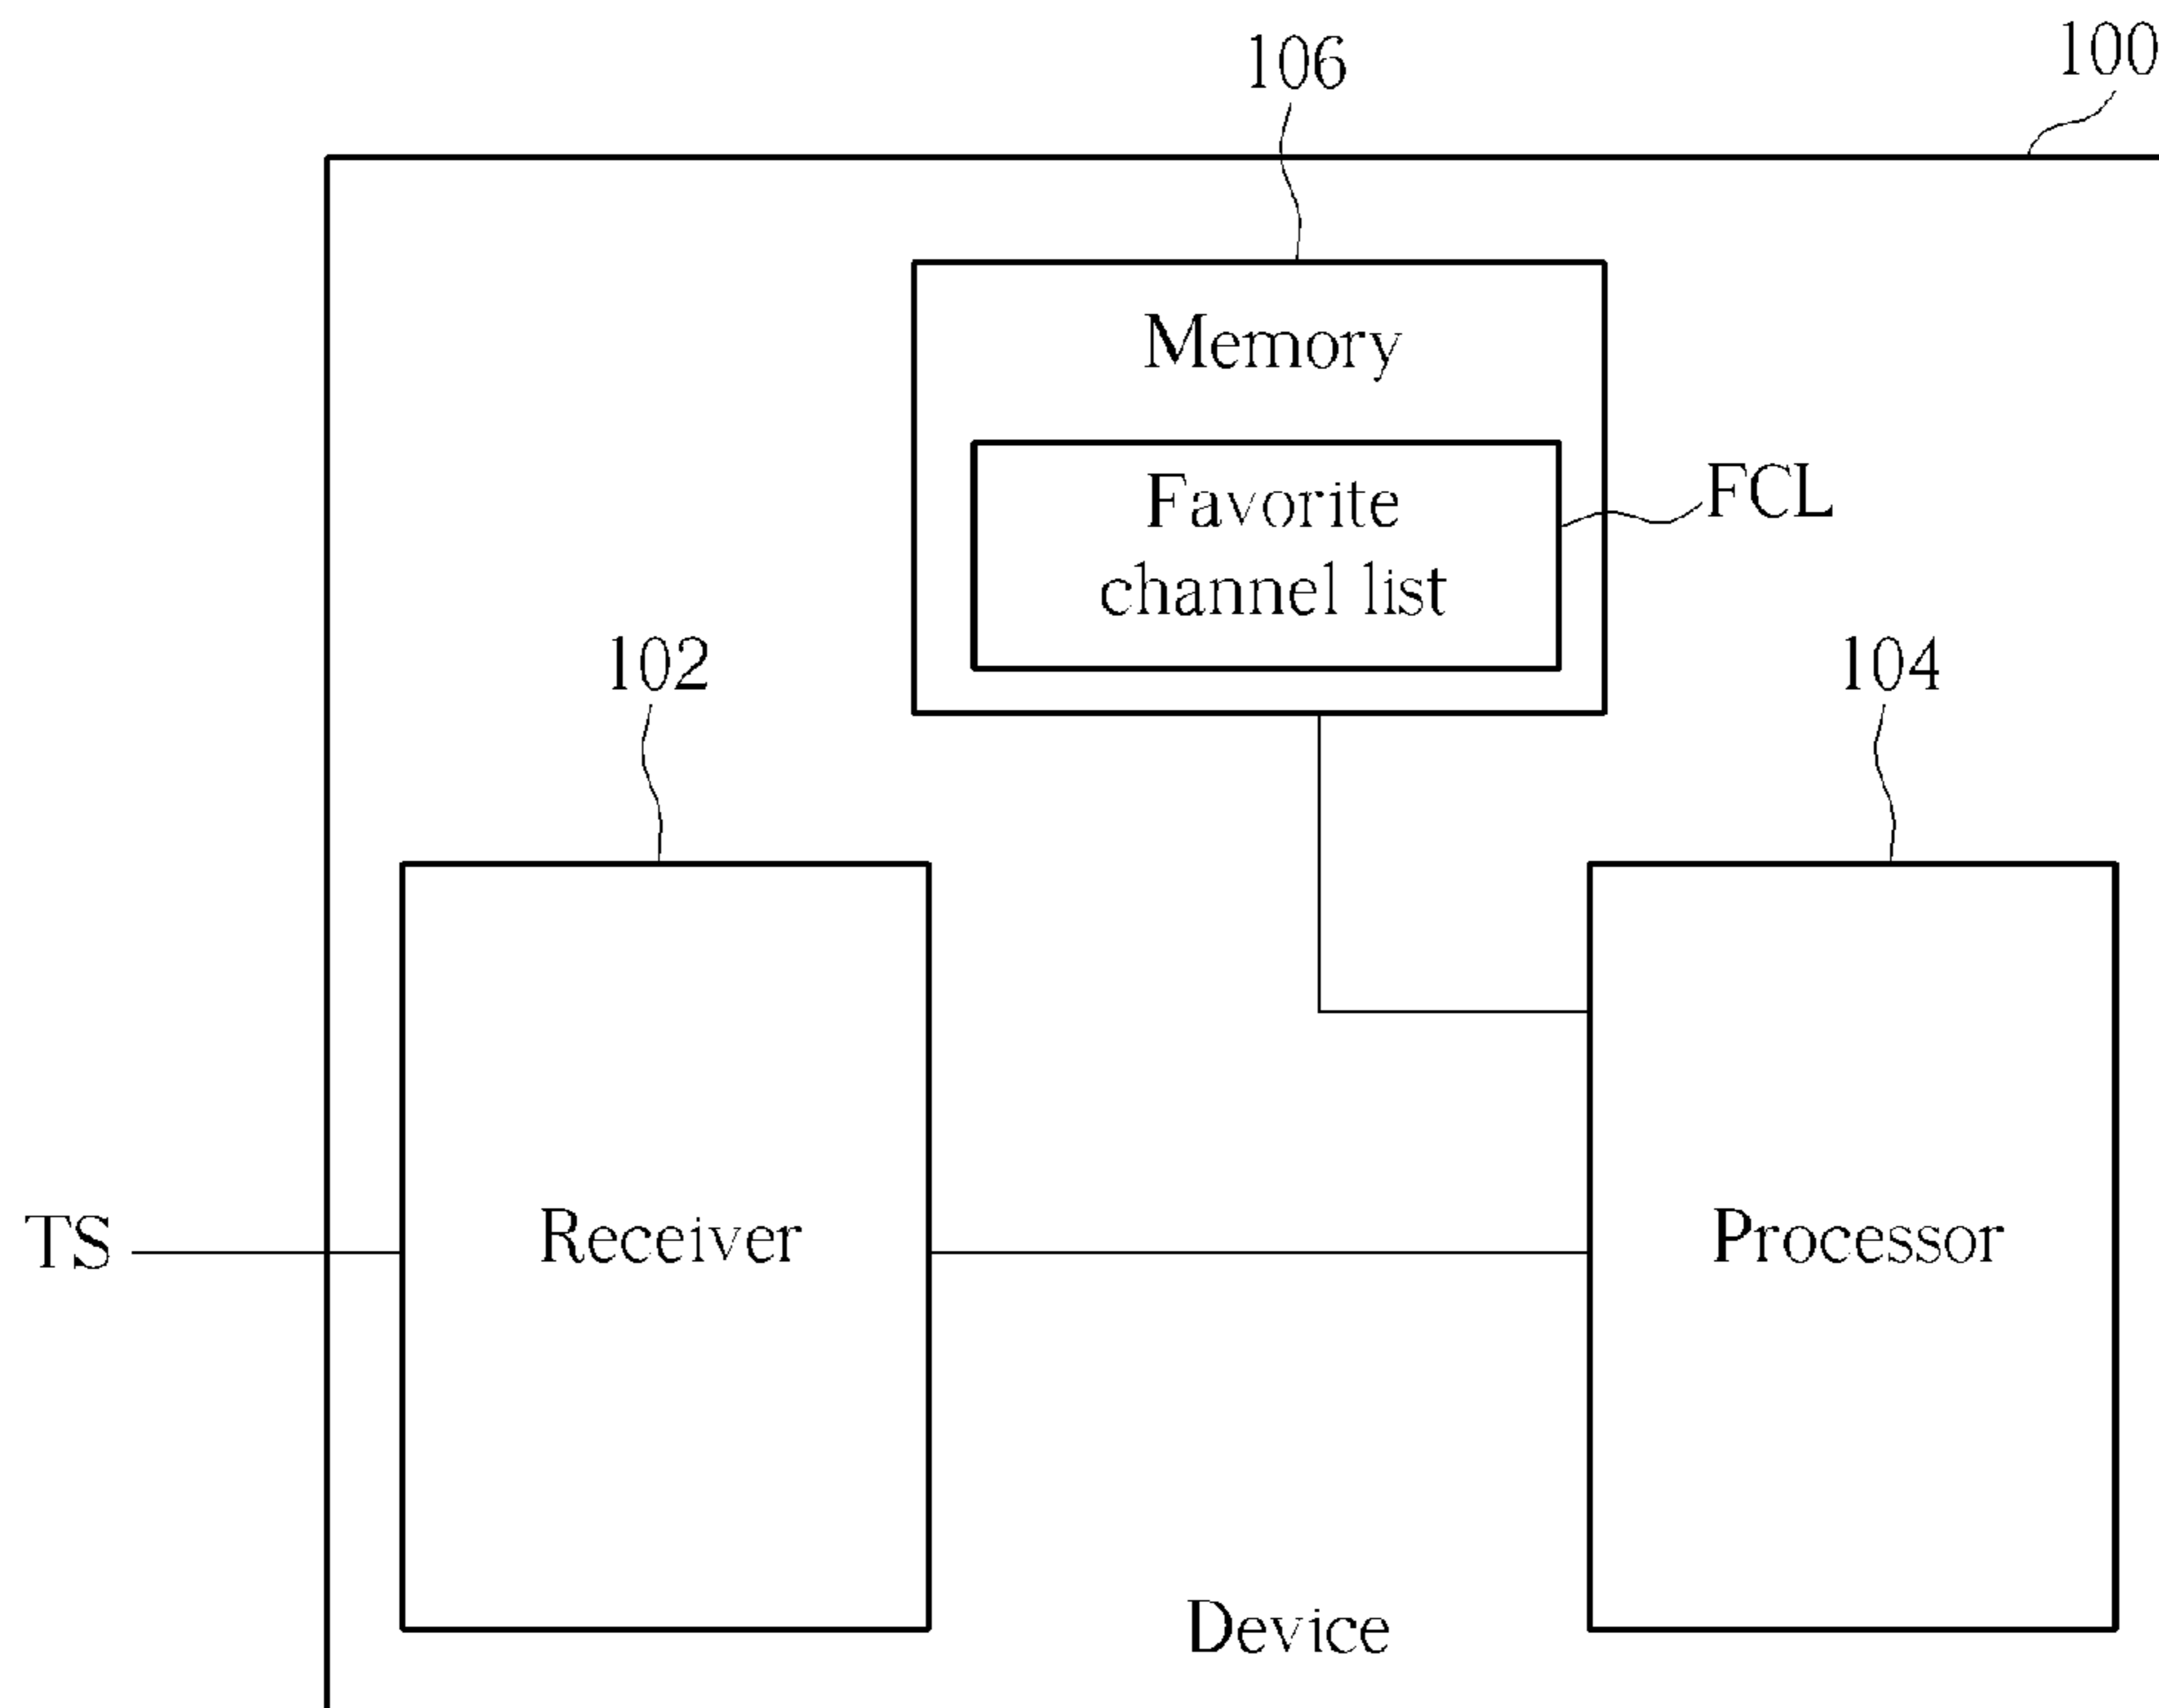 100
106
Memory
Favorite
channel list
FCL
102
104
TS
Receiver
Processor
Device